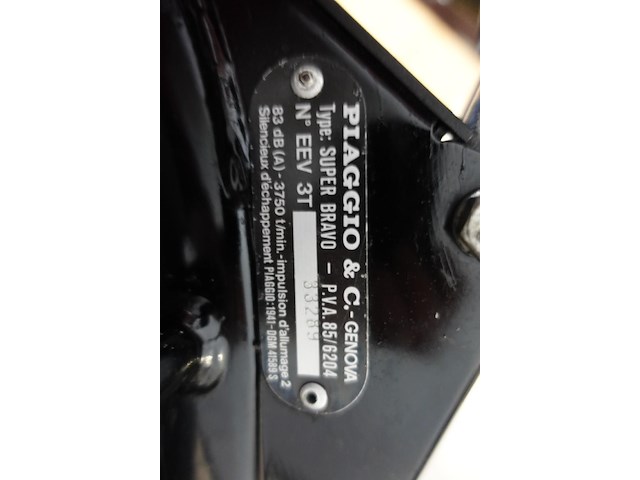 PIAGGIO & C.-GENOVA
Type: SUPER BRAVO - P.V.A. 85/6204
N° EEV 3T 33289
83 dB (A) - 3750 t/min.-impulsion d'allumage 2
Silencieux d'échappement PIAGGIO: 1941-DGM 41589 S